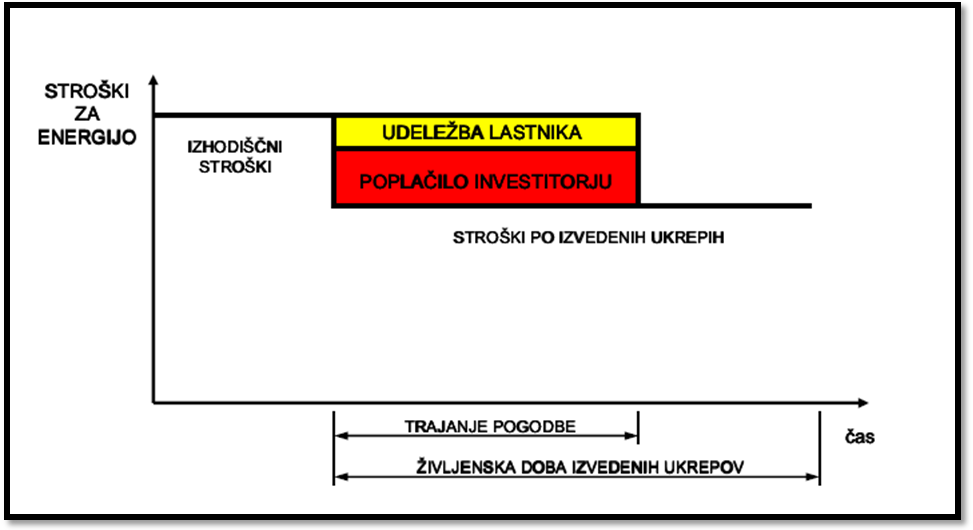 STROŠKI
ZA
ENERGIJO
IZHODIŠČNI
STROŠKI
UDELEŽBA LASTNIKA
POPLAČILO INVESTITORJU
STROŠKI PO IZVEDENIH UKREPIH
čas
TRAJANJE POGODBE
ŽIVLJENSKA DOBA IZVEDENIH UKREPOV